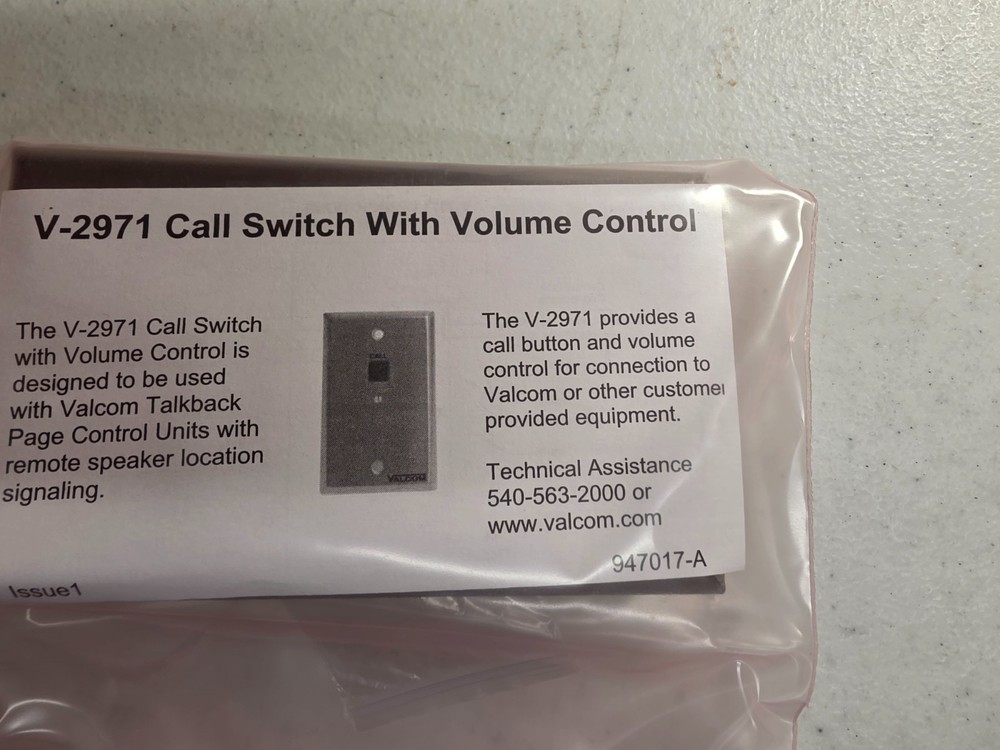 V-2971 Call Switch With Volume Control
The V-2971 Call Switch
with Volume Control is
designed to be used
with Valcom Talkback
Page Control Units with
remote speaker location
signaling.
CALL
VALCOM
The V-2971 provides a
call button and volume
control for connection to
Valcom or other customer
provided equipment.
Technical Assistance
540-563-2000 or
www.valcom.com
947017-A
Issue1